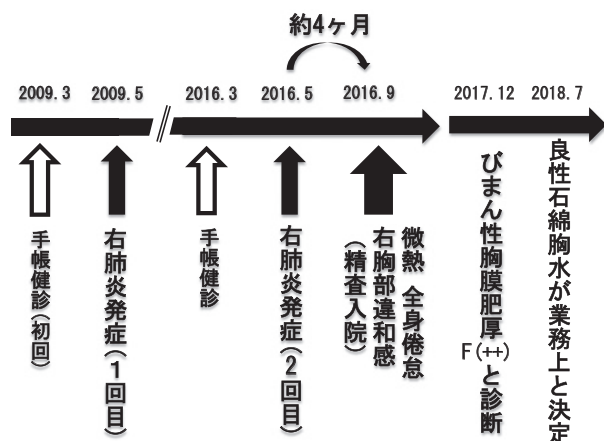 約4ヶ月
2009.3
2009.5
2016.3
2016.5
2016.9
2017.12
2018.7
手帳健診(初回)
右肺炎発症(1回目)
手帳健診
右肺炎発症(2回目)
微熱 全身倦怠
右胸部違和感
(精査入院)
びまん性胸膜肥厚
F(++)と診断
良性石綿胸水が業務上と決定